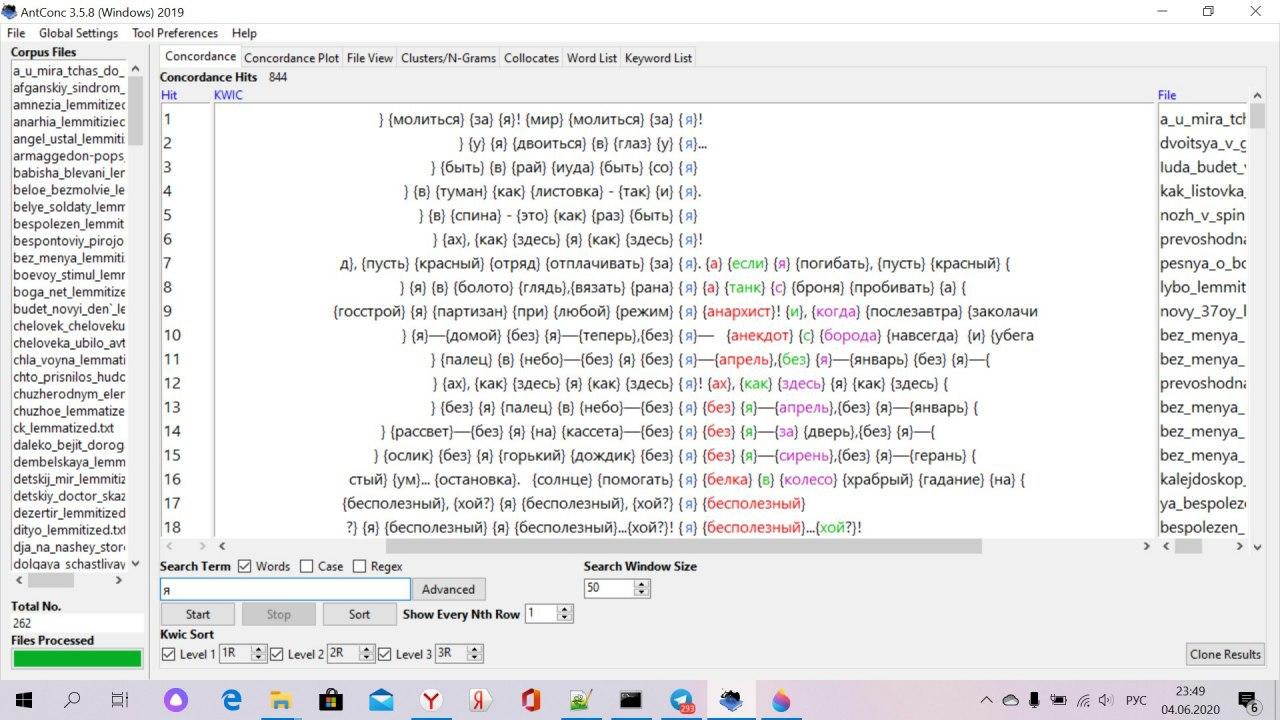 AntConc 3.5.8 (Windows) 2019
File Global Settings Tool Preferences Help
Corpus Files
a_u_mira_tchas_do_
afganskiy_sindrom_
amnezia_lemmitizec
anarhia_lemmitiziec
angel_ustal_lemmiti
armaggedon-pops_
babisha_blevani_ler
beloe_bezmolvie_le
belye_soldaty_lemm
bespolezen_lemmit
bespontoviy_pirojo
bez_menya_lemmiti
boevoy_stimul_lemr
boga_net_lemmitize
budet_novyi_den`_le
chelovek_cheloveku
cheloveka_ubilo_avt
chla_voyna_lemmati
chto_prisnilos_hudc
chuzherodnym_eler
chuzhoe_lemmatize
ck_lemmatized.txt
daleko_bejit_dorog
dembelskaya_lemm
detskij_mir_lemmati
detskiy_doctor_skaz
dezertir_lemmitized
dityo_lemmitized.txt
dja_na_nashey_stor
dolgaya_schastlivay
Total No.
262
Files Processed
Concordance Concordance Plot File View Clusters/N-Grams Collocates Word List Keyword List
Concordance Hits 844
Hit KWIC File
1 } {молиться} {за} {я}! {мир} {молиться} {за} {я}! a_u_mira_tch
2 } {у} {я} {двоиться} {в} {глаз} {у} {я}... dvoitsya_v_g
3 } {быть} {в} {рай} {иуда} {быть} {со} {я} Iuda_budet_v
4 } {в} {туман} {как} {листовка} - {так} {и} {я}. kak_listovka_
5 } {в} {спина} - {это} {как} {раз} {быть} {я} nozh_v_spin
6 } {ах}, {как} {здесь} {я} {как} {здесь} {я}! prevoshodna
7 д}, {пусть} {красный} {отряд} {отплачивать} {за} {я}. {а} {если} {я} {погибать}, {пусть} {красный} { pesnya_o_bo
8 } {я} {в} {болото} {глядь},{вязать} {рана} {я} {а} {танк} {с} {броня} {пробивать} {а} { lybo_lemmit
9 {госстрой} {я} {партизан} {при} {любой} {режим} {я} {анархист}! {и}, {когда} {послезавтра} {заколачи novy_37oy_l
10 } {я}—{домой} {без} {я}—{теперь},{без} {я}— {анекдот} {с} {борода} {навсегда} {и} {убега bez_menya_
11 } {палец} {в} {небо}—{без} {я} {без} {я}—{апрель},{без} {я}—{январь} {без} {я}—{ bez_menya_
12 } {ах}, {как} {здесь} {я} {как} {здесь} {я}! {ах}, {как} {здесь} {я} {как} {здесь} { prevoshodna
13 } {без} {я} {палец} {в} {небо}—{без} {я} {без} {я}—{апрель},{без} {я}—{январь} { bez_menya_
14 } {рассвет}—{без} {я} {на} {кассета}—{без} {я} {без} {я}—{за} {дверь},{без} {я}—{ bez_menya_
15 } {ослик} {без} {я} {горький} {дождик} {без} {я} {без} {я}—{сирень},{без} {я}—{герань} { bez_menya_
16 стый} {ум}... {остановка}. {солнце} {помогать} {я} {белка} {в} {колесо} {храбрый} {гадание} {на} { kalejdoskop_
17 {бесполезный}, {хой?} {я} {бесполезный}, {хой?} {я} {бесполезный} ya_bespolez
18 ?} {я} {бесполезный} {я} {бесполезный}...{хой?}! {я} {бесполезный}...{хой?}! bespolezen_
Search Term Words Case Regex Search Window Size
я Advanced 50
Start Stop Sort Show Every Nth Row 1
Kwic Sort
Level 1 1R Level 2 2R Level 3 3R Clone Results
293 РУС 23:49
04.06.2020 6